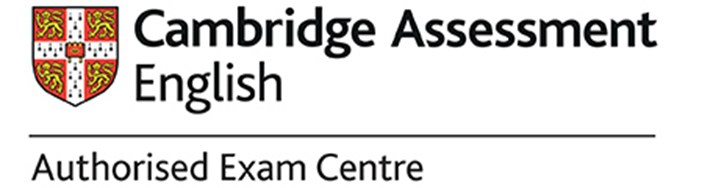 Cambridge Assessment
English
Authorised Exam Centre